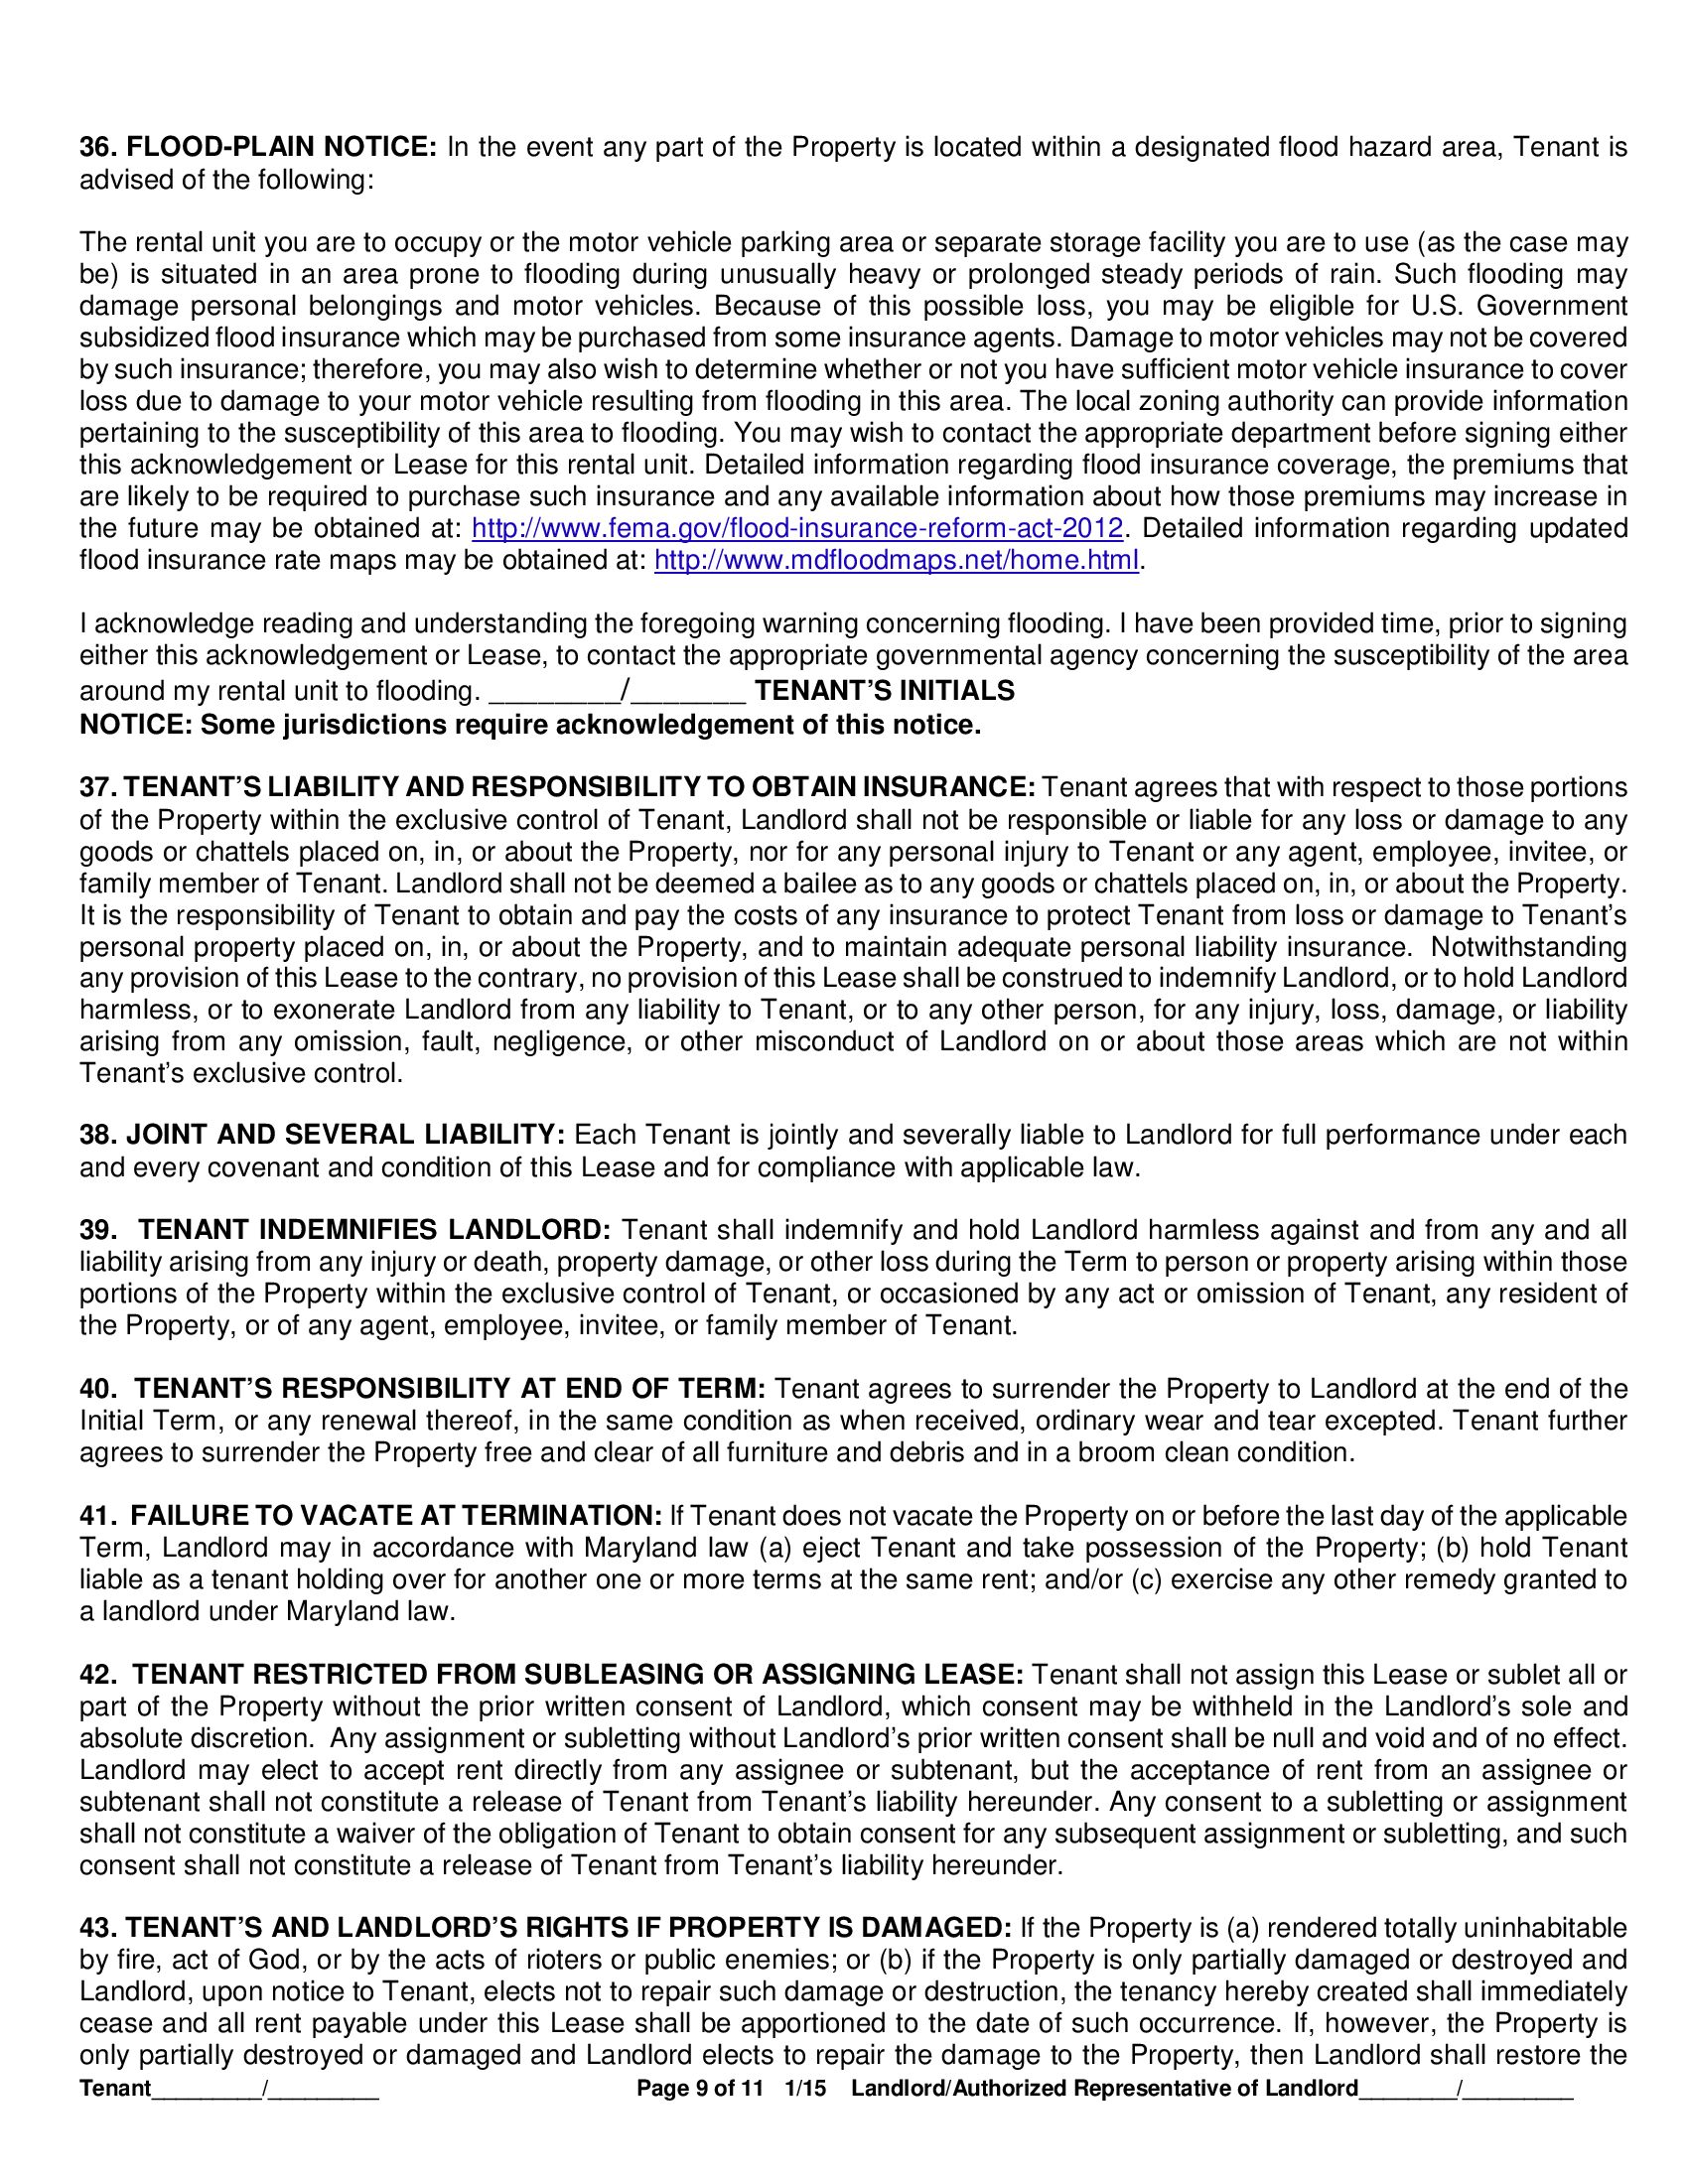 36. FLOOD-PLAIN NOTICE: In the event any part of the Property is located within a designated flood hazard area, Tenant is
advised of the following:
The rental unit you are to occupy or the motor vehicle parking area or separate storage facility you are to use (as the case may
be) is situated in an area prone to flooding during unusually heavy or prolonged steady periods of rain. Such flooding may
damage personal belongings and motor vehicles. Because of this possible loss, you may be eligible for U.S. Government
subsidized flood insurance which may be purchased from some insurance agents. Damage to motor vehicles may not be covered
by such insurance; therefore, you may also wish to determine whether or not you have sufficient motor vehicle insurance to cover
loss due to damage to your motor vehicle resulting from flooding in this area. The local zoning authority can provide information
pertaining to the susceptibility of this area to flooding. You may wish to contact the appropriate department before signing either
this acknowledgement or Lease for this rental unit. Detailed information regarding flood insurance coverage, the premiums that
are likely to be required to purchase such insurance and any available information about how those premiums may increase in
the future may be obtained at: http://www.fema.gov/flood-insurance-reform-act-2012. Detailed information regarding updated
flood insurance rate maps may be obtained at: http://www.mdfloodmaps.net/home.html.
I acknowledge reading and understanding the foregoing warning concerning flooding. I have been provided time, prior to signing
either this acknowledgement or Lease, to contact the appropriate governmental agency concerning the susceptibility of the area
around my rental unit to flooding. ________/_______ TENANT'S INITIALS
NOTICE: Some jurisdictions require acknowledgement of this notice.
37. TENANT'S LIABILITY AND RESPONSIBILITY TO OBTAIN INSURANCE: Tenant agrees that with respect to those portions
of the Property within the exclusive control of Tenant, Landlord shall not be responsible or liable for any loss or damage to any
goods or chattels placed on, in, or about the Property, nor for any personal injury to Tenant or any agent, employee, invitee, or
family member of Tenant. Landlord shall not be deemed a bailee as to any goods or chattels placed on, in, or about the Property.
It is the responsibility of Tenant to obtain and pay the costs of any insurance to protect Tenant from loss or damage to Tenant's
personal property placed on, in, or about the Property, and to maintain adequate personal liability insurance.  Notwithstanding
any provision of this Lease to the contrary, no provision of this Lease shall be construed to indemnify Landlord, or to hold Landlord
harmless, or to exonerate Landlord from any liability to Tenant, or to any other person, for any injury, loss, damage, or liability
arising from any omission, fault, negligence, or other misconduct of Landlord on or about those areas which are not within
Tenant's exclusive control.
38. JOINT AND SEVERAL LIABILITY: Each Tenant is jointly and severally liable to Landlord for full performance under each
and every covenant and condition of this Lease and for compliance with applicable law.
39.  TENANT INDEMNIFIES LANDLORD: Tenant shall indemnify and hold Landlord harmless against and from any and all
liability arising from any injury or death, property damage, or other loss during the Term to person or property arising within those
portions of the Property within the exclusive control of Tenant, or occasioned by any act or omission of Tenant, any resident of
the Property, or of any agent, employee, invitee, or family member of Tenant.
40.  TENANT'S RESPONSIBILITY AT END OF TERM: Tenant agrees to surrender the Property to Landlord at the end of the
Initial Term, or any renewal thereof, in the same condition as when received, ordinary wear and tear excepted. Tenant further
agrees to surrender the Property free and clear of all furniture and debris and in a broom clean condition.
41.  FAILURE TO VACATE AT TERMINATION: If Tenant does not vacate the Property on or before the last day of the applicable
Term, Landlord may in accordance with Maryland law (a) eject Tenant and take possession of the Property; (b) hold Tenant
liable as a tenant holding over for another one or more terms at the same rent; and/or (c) exercise any other remedy granted to
a landlord under Maryland law.
42.  TENANT RESTRICTED FROM SUBLEASING OR ASSIGNING LEASE: Tenant shall not assign this Lease or sublet all or
part of the Property without the prior written consent of Landlord, which consent may be withheld in the Landlord's sole and
absolute discretion.  Any assignment or subletting without Landlord's prior written consent shall be null and void and of no effect.
Landlord may elect to accept rent directly from any assignee or subtenant, but the acceptance of rent from an assignee or
subtenant shall not constitute a release of Tenant from Tenant's liability hereunder. Any consent to a subletting or assignment
shall not constitute a waiver of the obligation of Tenant to obtain consent for any subsequent assignment or subletting, and such
consent shall not constitute a release of Tenant from Tenant's liability hereunder.
43. TENANT'S AND LANDLORD'S RIGHTS IF PROPERTY IS DAMAGED: If the Property is (a) rendered totally uninhabitable
by fire, act of God, or by the acts of rioters or public enemies; or (b) if the Property is only partially damaged or destroyed and
Landlord, upon notice to Tenant, elects not to repair such damage or destruction, the tenancy hereby created shall immediately
cease and all rent payable under this Lease shall be apportioned to the date of such occurrence. If, however, the Property is
only partially destroyed or damaged and Landlord elects to repair the damage to the Property, then Landlord shall restore the
Tenant_________/_________ Page 9 of 11 1/15 Landlord/Authorized Representative of Landlord________/_________